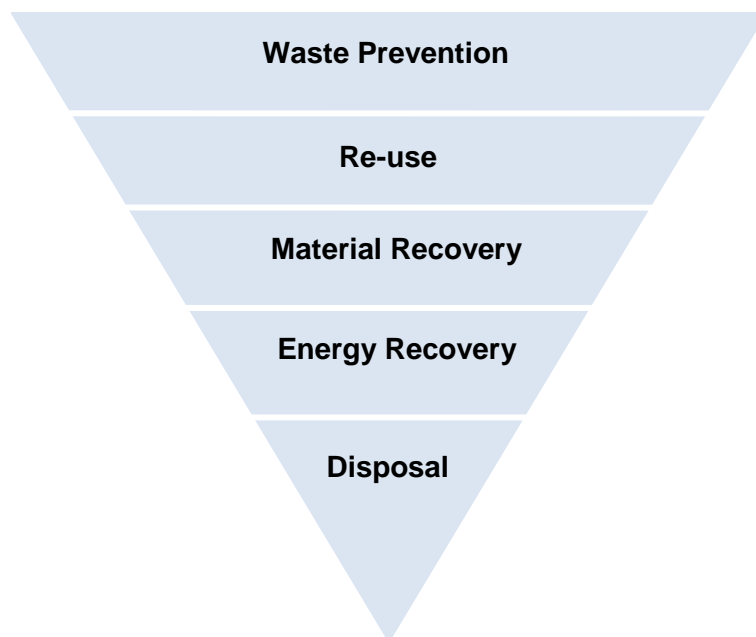 Waste Prevention
Re-use
Material Recovery
Energy Recovery
Disposal